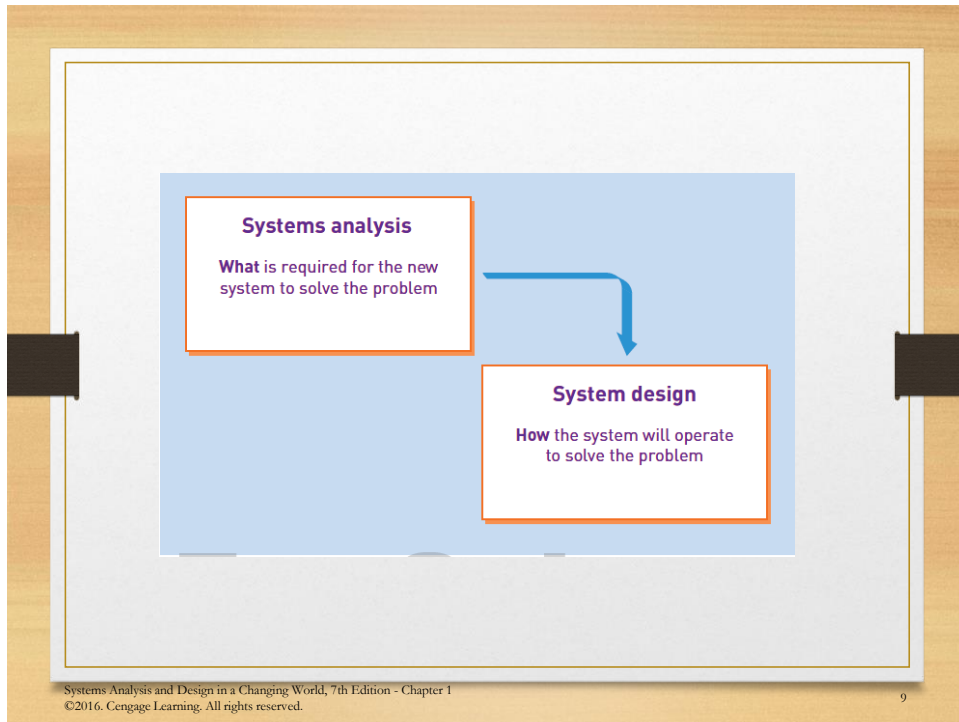 Systems analysis
What is required for the new
system to solve the problem
System design
How the system will operate
to solve the problem
Systems Analysis and Design in a Changing World, 7th Edition - Chapter 1
©2016. Cengage Learning. All rights reserved.
9